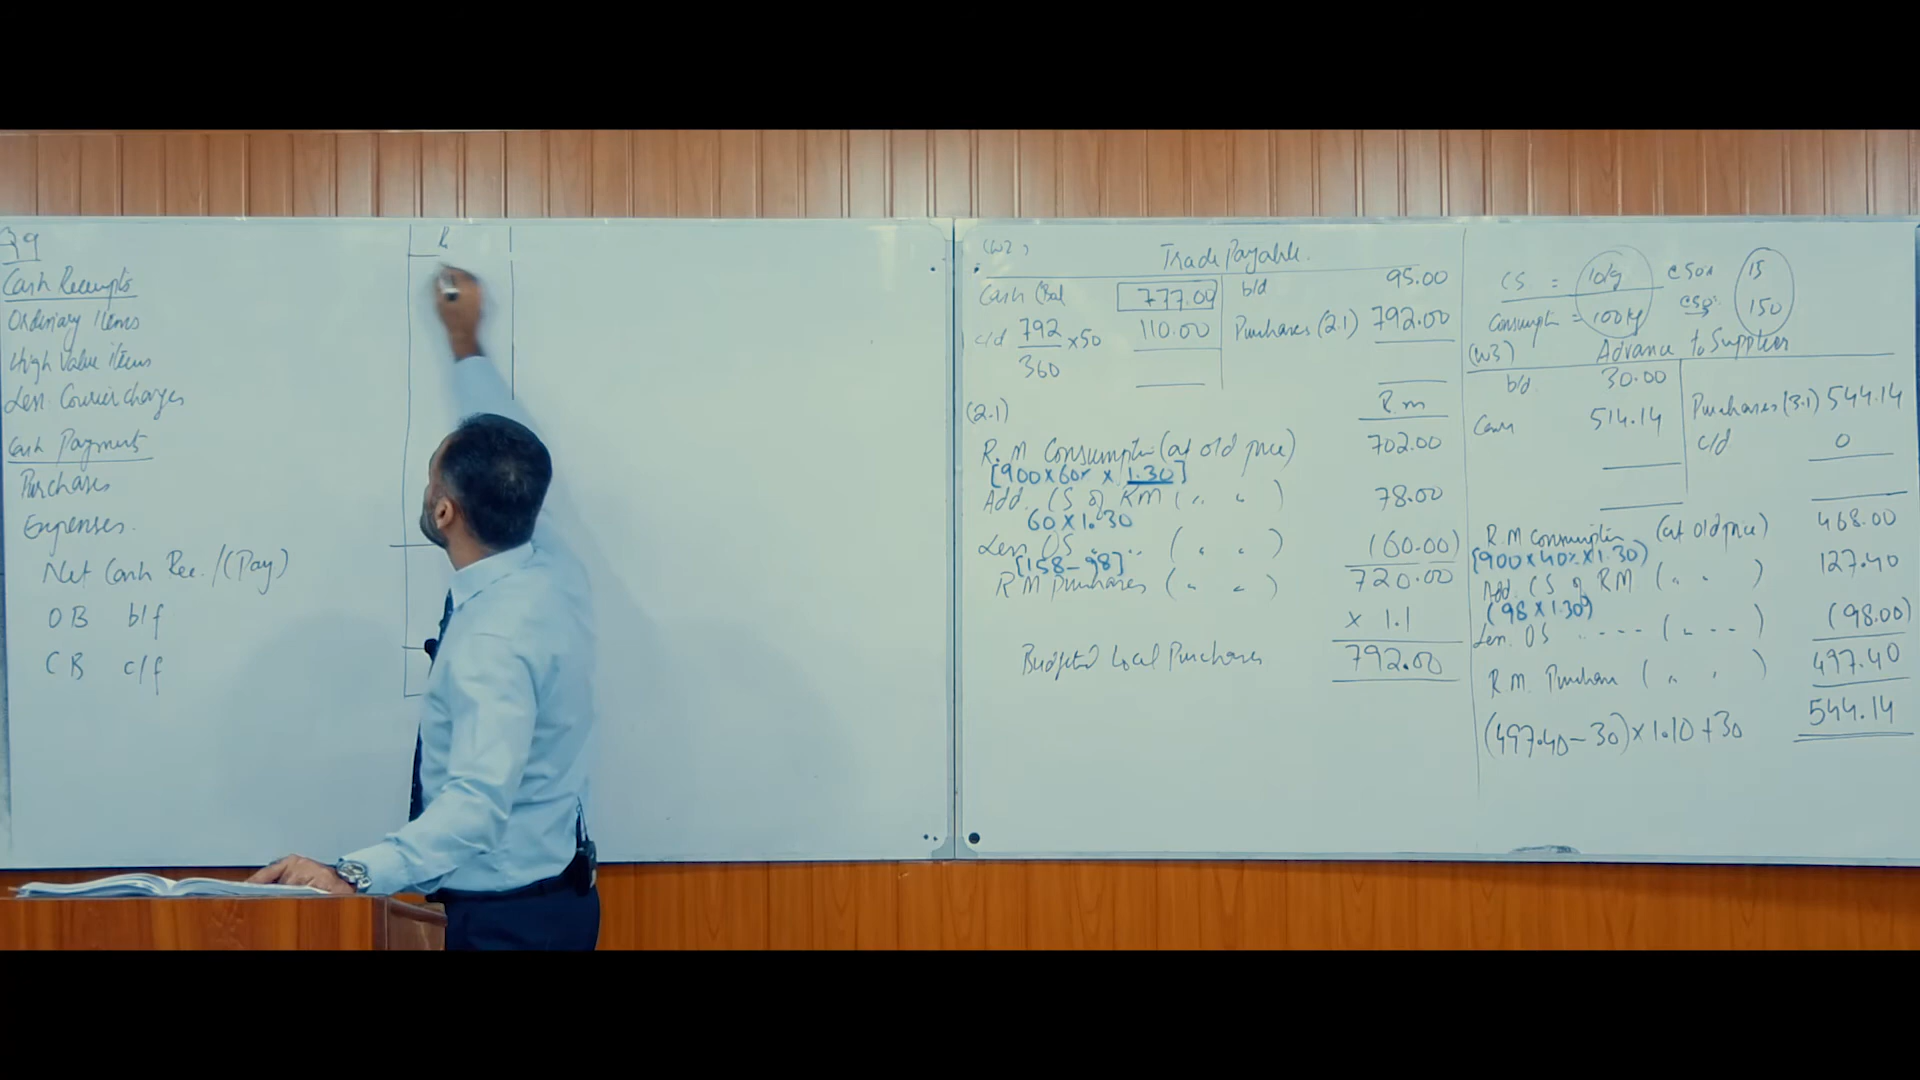 39
Cash Receipts
Ordinary Items
High Value items
Less Courier charges
Cash Payments
Purchases
Expenses.
Net Cash Rec./(Pay)
OB b/f
CB c/f
R
(W2)
Trade Payable.
Cash (Bal 777.00 b/d 95.00
c/d 792/360 x50 110.00 Purchases (2.1) 792.00
(2.1) R.m
R.M Consumption (at old price) 702.00
[900x60% x 1.30]
Add. CS of RM ( " " ) 78.00
60 x 1.30
Less OS ... ( " " ) (60.00)
[158-98]
R M purchases ( " " ) 720.00
x 1.1
Budgeted Local Purchases 792.00
CS = 10kg 15
Consumption = 100kg 150
(W3) Advance to Supplier
b/d 30.00
Cash 514.14 Purchases (3.1) 544.14
c/d 0
R.M consumption (at old price) 468.00
(900x40% x1.30)
Add. CS of RM ( " " ) 127.40
(98 x 1.30)
Less. OS ---- ( " -- ) (98.00)
R.M. Purchase ( " " ) 497.40
(497.40-30) x 1.10 + 30 544.14